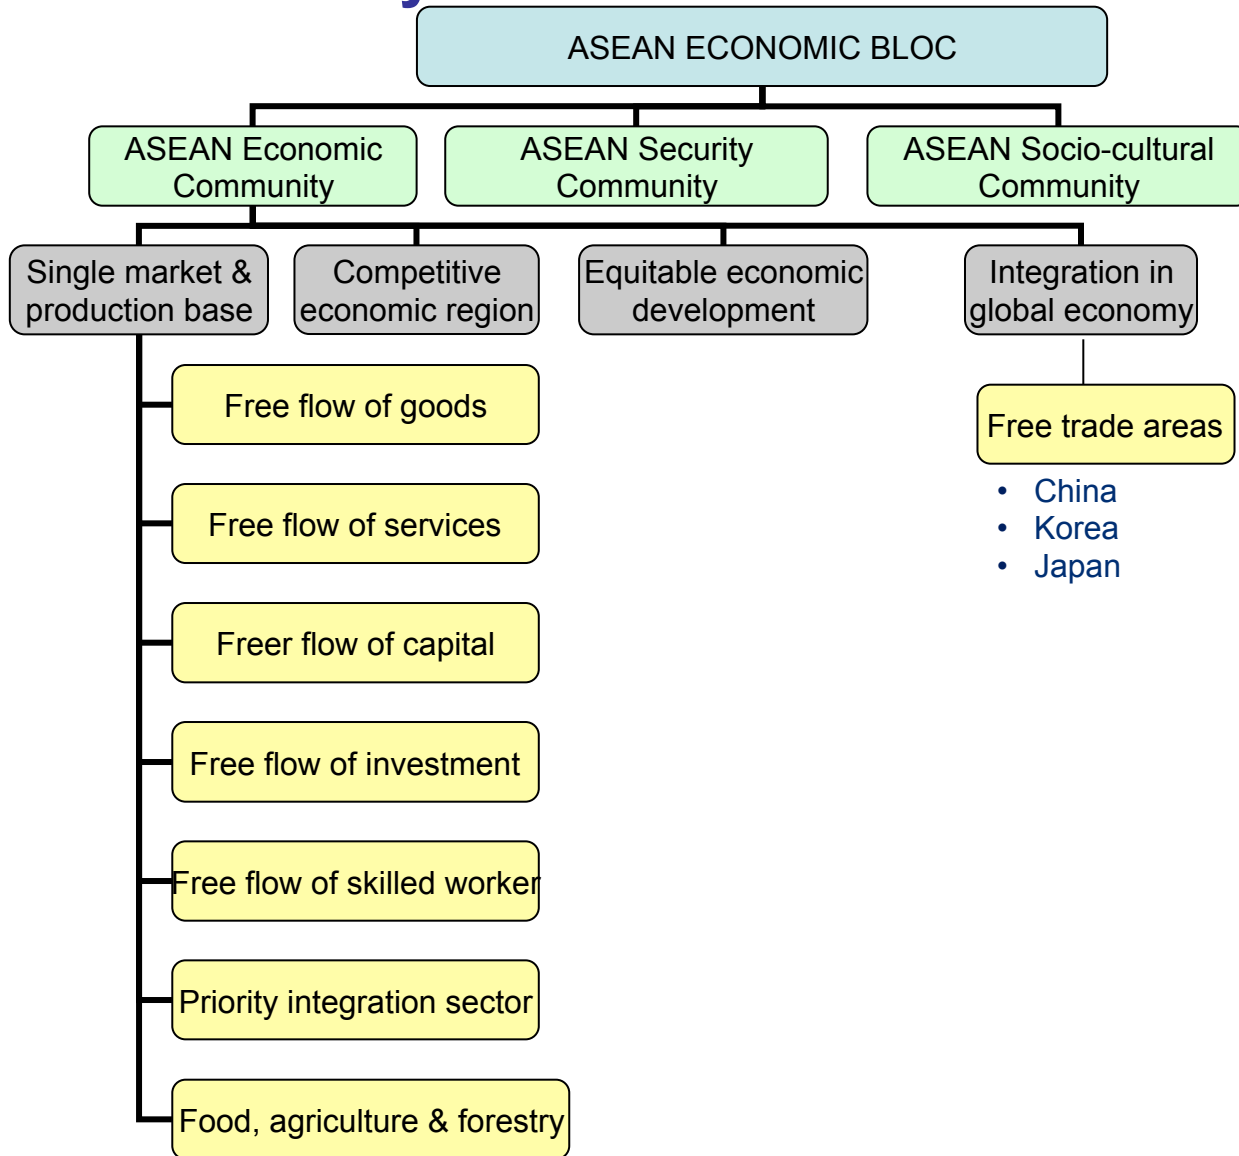 ASEAN ECONOMIC BLOC
ASEAN Economic
Community
ASEAN Security
Community
ASEAN Socio-cultural
Community
Single market &
production base
Competitive
economic region
Equitable economic
development
Integration in
global economy
Free flow of goods
Free flow of services
Freer flow of capital
Free flow of investment
Free flow of skilled worker
Priority integration sector
Food, agriculture & forestry
Free trade areas
• China
• Korea
• Japan